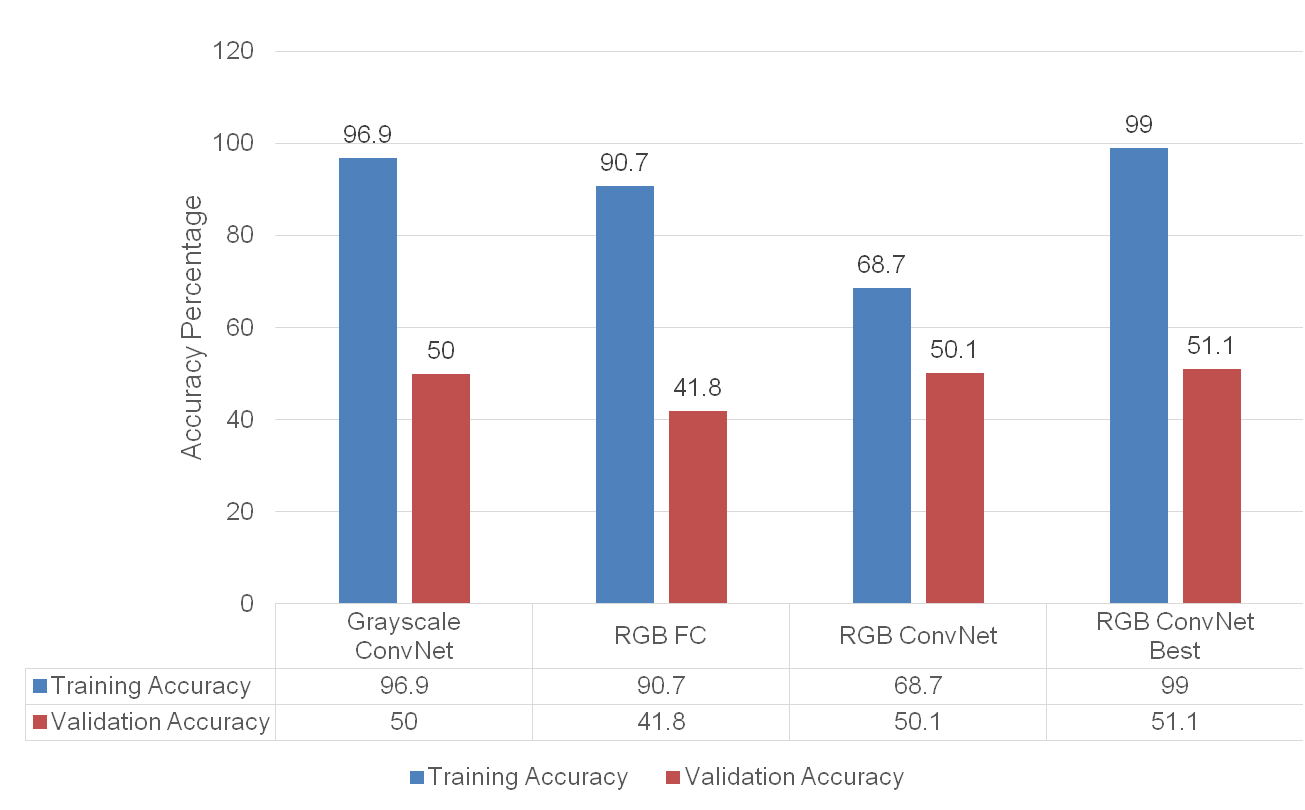 120
100
80
60
40
20
0
Accuracy Percentage
96.9
50
90.7
41.8
68.7
50.1
99
51.1
Grayscale
ConvNet
RGB FC
RGB ConvNet
RGB ConvNet
Best
Training Accuracy 96.9 90.7 68.7 99
Validation Accuracy 50 41.8 50.1 51.1
Training Accuracy Validation Accuracy